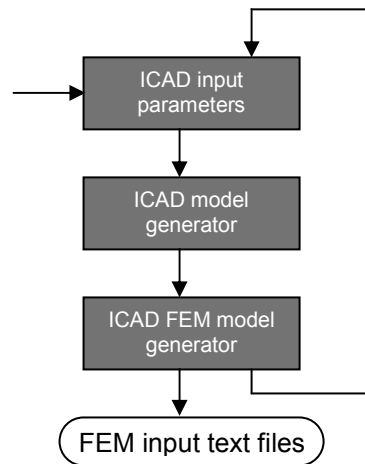 ICAD input
parameters
ICAD model
generator
ICAD FEM model
generator
FEM input text files